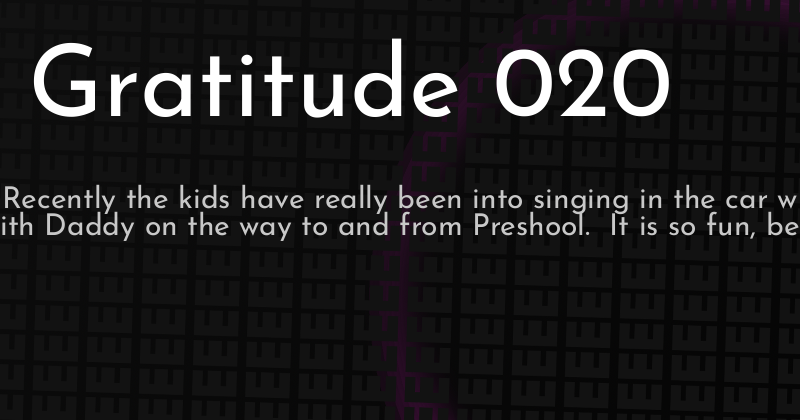 Gratitude 020
Recently the kids have really been into singing in the car w
ith Daddy on the way to and from Preshool.  It is so fun, be